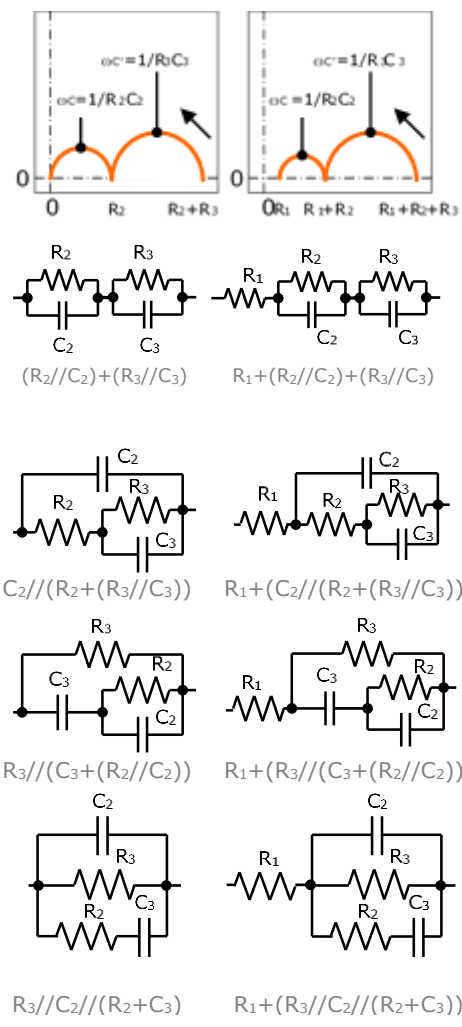 ωC'=1/R3C3
ωC=1/R2C2
0
0
R2
R2+R3
ωC'=1/R3C3
ωC=1/R2C2
0
0R1
R1+R2
R1+R2+R3
R2
R3
C2
C3
(R2//C2)+(R3//C3)
R1
R2
R3
C2
C3
R1+(R2//C2)+(R3//C3)
C2
R2
R3
C3
C2//(R2+(R3//C3))
C2
R1
R2
R3
C3
R1+(C2//(R2+(R3//C3))
R3
C3
R2
C2
R3//(C3+(R2//C2))
R3
R1
C3
R2
C2
R1+(R3//(C3+(R2//C2))
C2
R3
R2
C3
R3//C2//(R2+C3)
C2
R1
R3
R2
C3
R1+(R3//C2//(R2+C3))